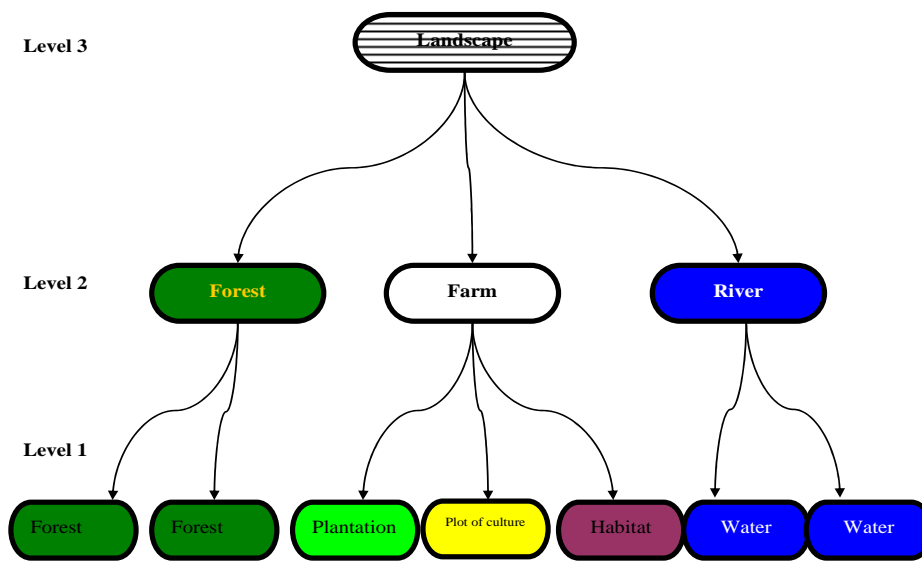 Level 3
Landscape
Level 2
Forest
Farm
River
Level 1
Forest
Forest
Plantation
Plot of culture
Habitat
Water
Water